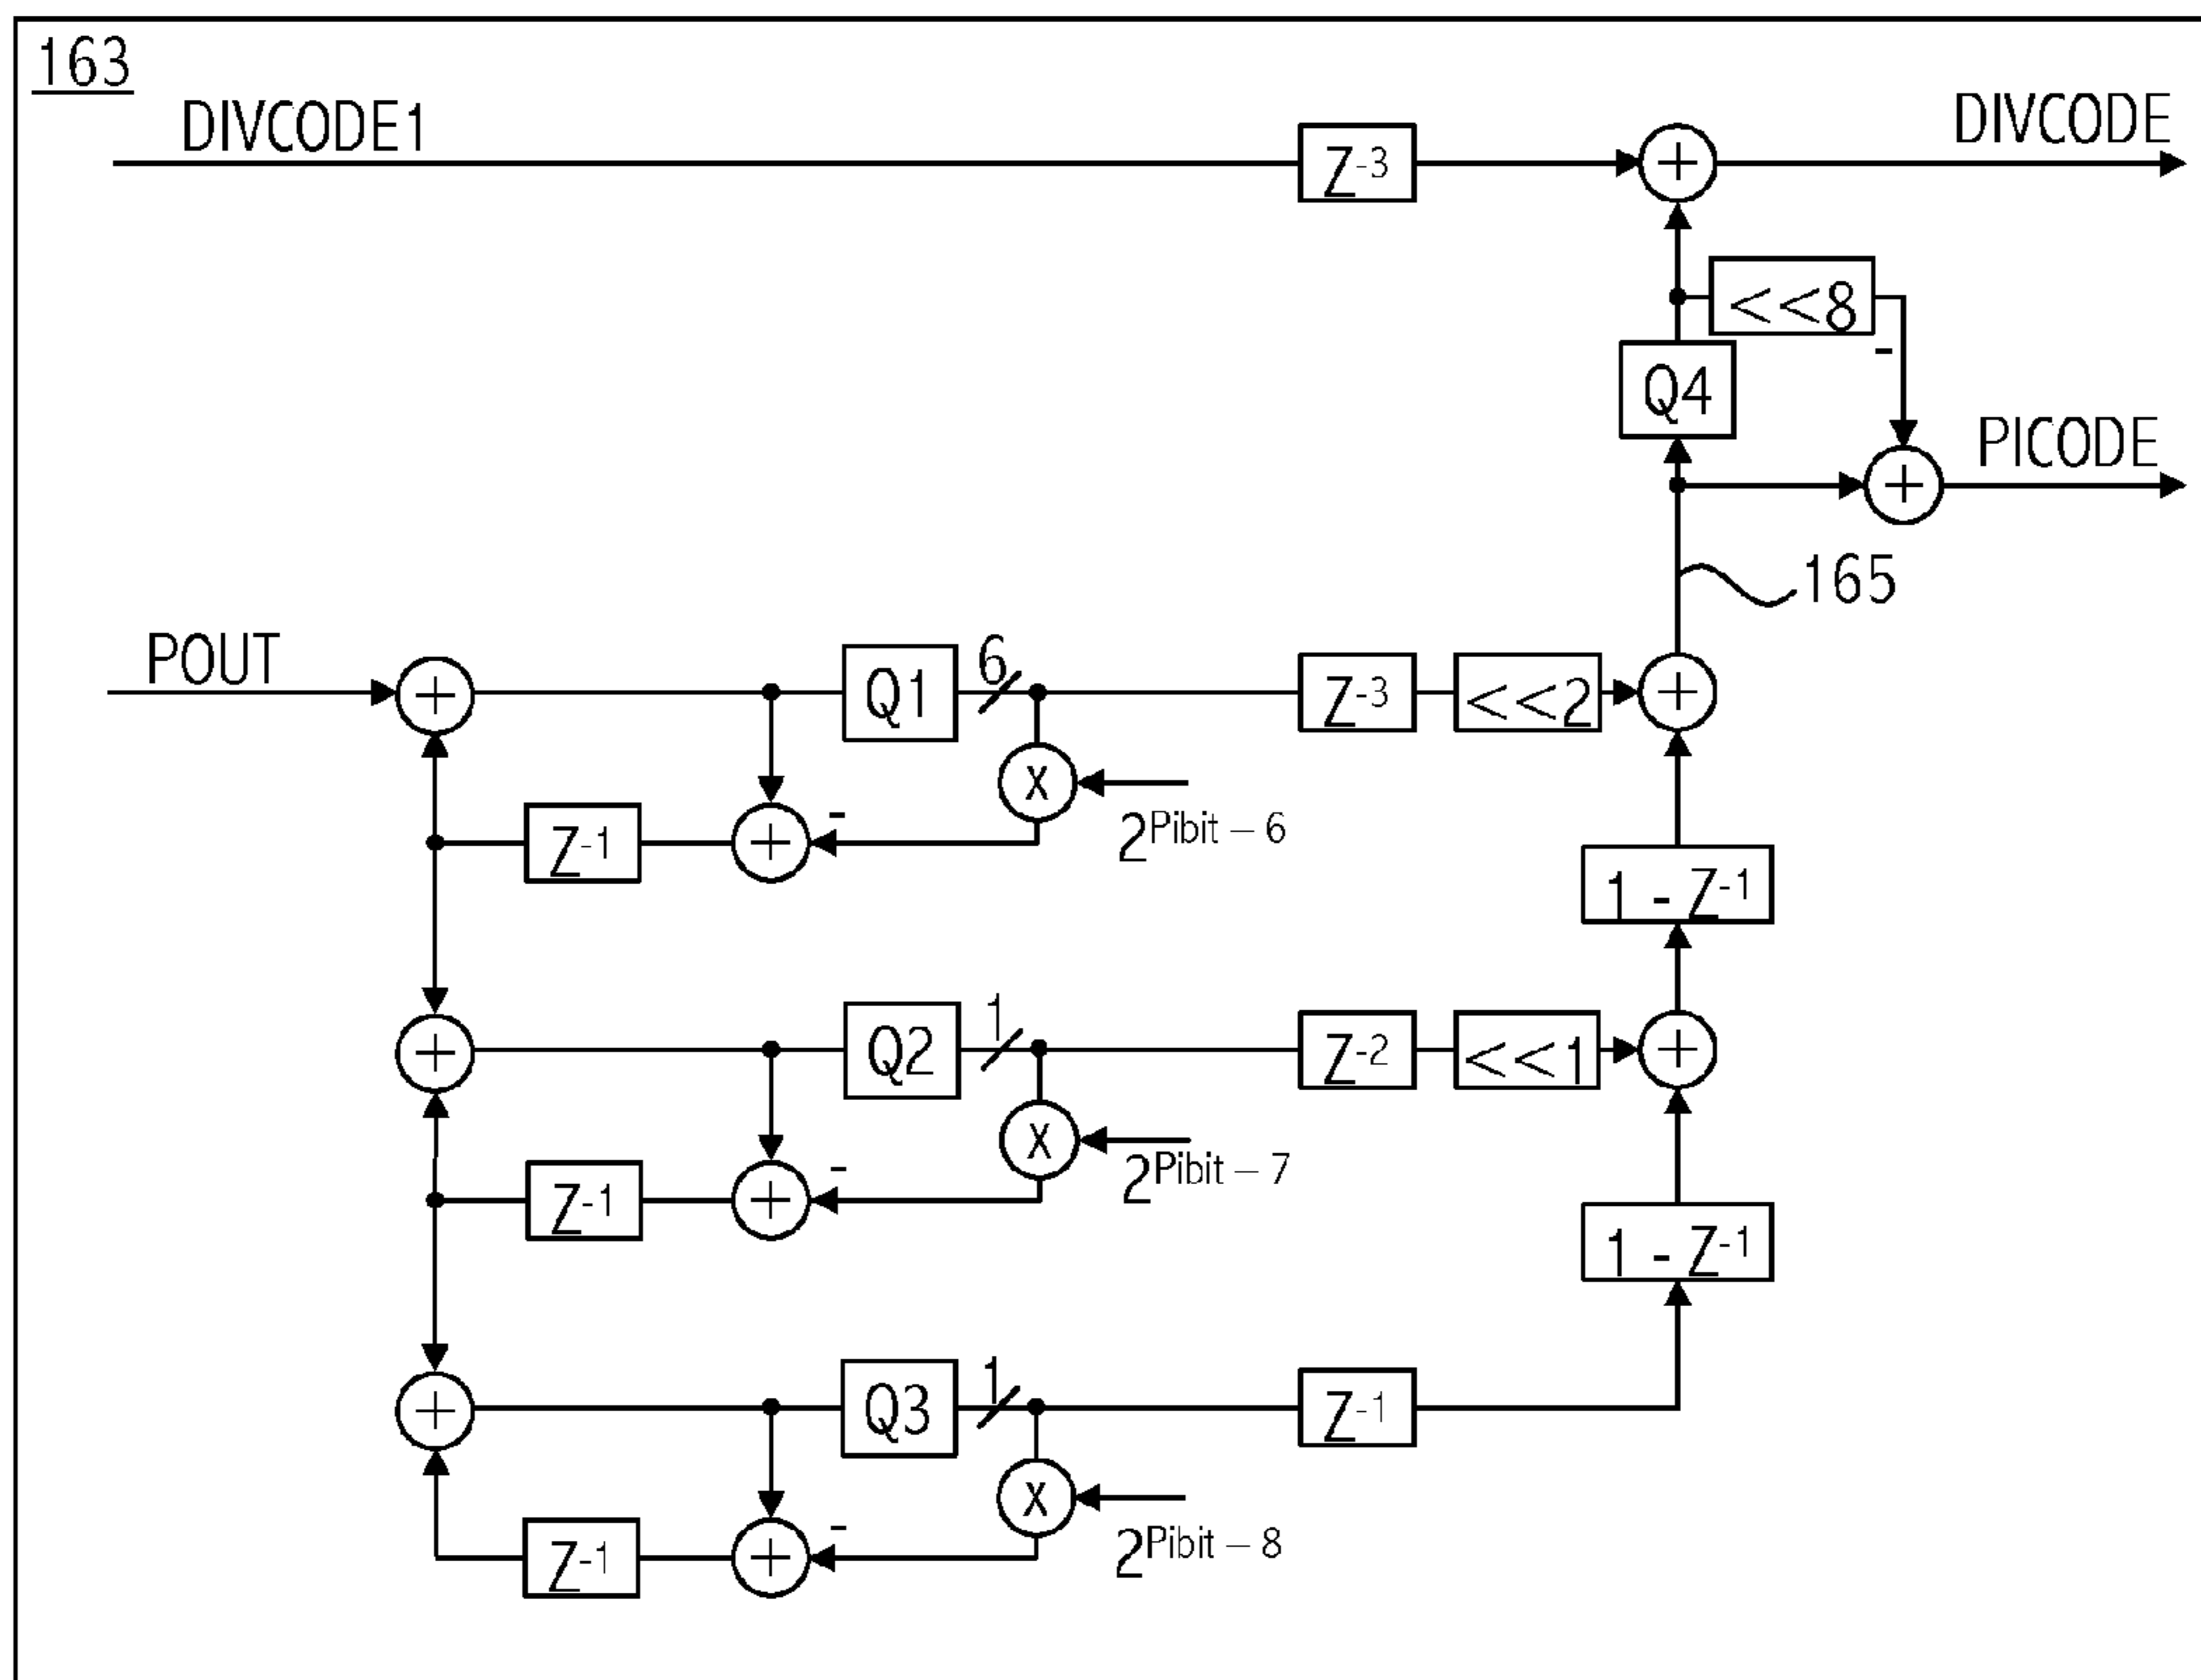 163
DIVCODE1
Z-3
+
DIVCODE
<<8
-
Q4
+
PICODE
165
POUT
+
Q1
6
Z-3
<<2
+
X
2Pibit – 6
Z-1
+
-
1 - Z-1
+
Q2
1
Z-2
<<1
+
X
2Pibit – 7
Z-1
+
-
1 - Z-1
+
Q3
1
Z-1
X
2Pibit – 8
Z-1
+
-